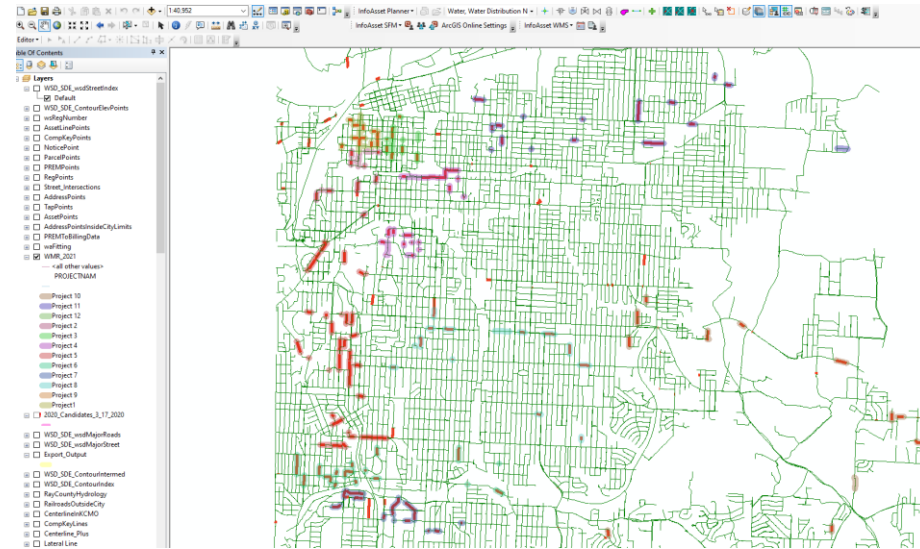 1:40,952
InfoAsset Planner
Water, Water Distribution N
InfoAsset SFM
ArcGIS Online Settings
InfoAsset WMS
Editor
ble Of Contents
Layers
WSD_SDE_wsdStreetIndex
Default
WSD_SDE_ContourElevPoints
wsRegNumber
AssetLinePoints
CompKeyPoints
NoticePoint
ParcelPoints
PREMPoints
RegPoints
Street_Intersections
AddressPoints
TapPoints
AssetPoints
AddressPointsInsideCityLimits
PREMToBillingData
waFitting
WMR_2021
<all other values>
PROJECTNAM
Project 10
Project 11
Project 12
Project 2
Project 3
Project 4
Project 5
Project 6
Project 7
Project 8
Project 9
Project1
2020_Candidates_3_17_2020
WSD_SDE_wsdMajorRoads
WSD_SDE_wsdMajorStreet
Export_Output
WSD_SDE_ContourIntermed
WSD_SDE_ContourIndex
RayCountyHydrology
RailroadsOutsideCity
CenterlineInKCMO
CompKeyLines
Centerline_Plus
Lateral Line